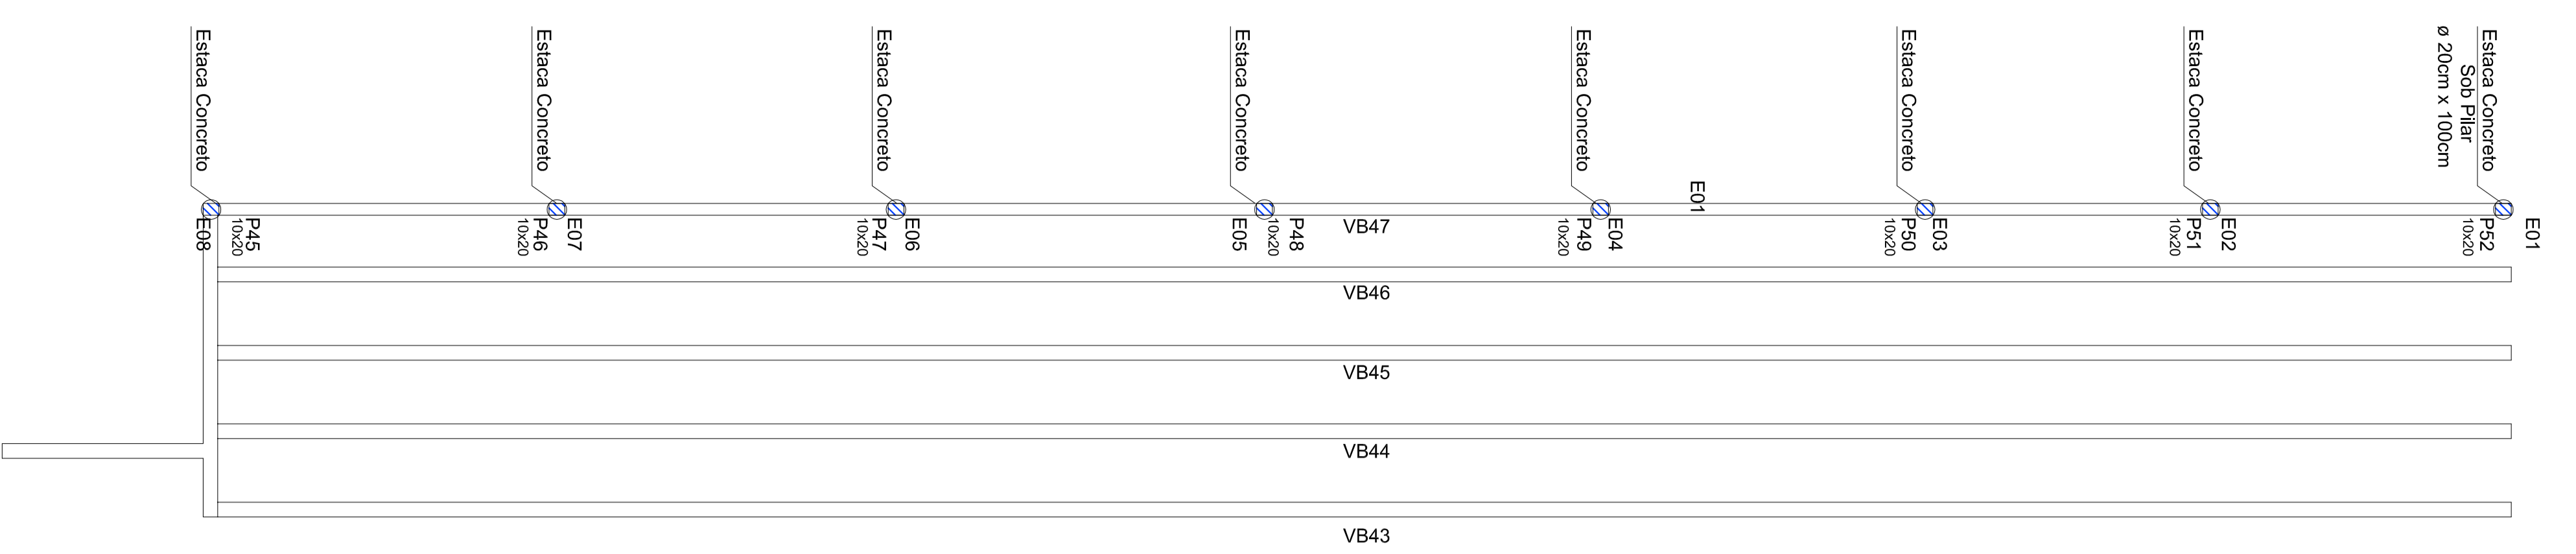 Estaca Concreto
Estaca Concreto
Estaca Concreto
Estaca Concreto
Estaca Concreto
Estaca Concreto
Estaca Concreto
Estaca Concreto
Sob Pilar
ø 20cm x 100cm
E01
E08
P45
10x20
E07
P46
10x20
E06
P47
10x20
E05
P48
10x20
VB47
E04
P49
10x20
E03
P50
10x20
E02
P51
10x20
E01
P52
10x20
VB46
VB45
VB44
VB43